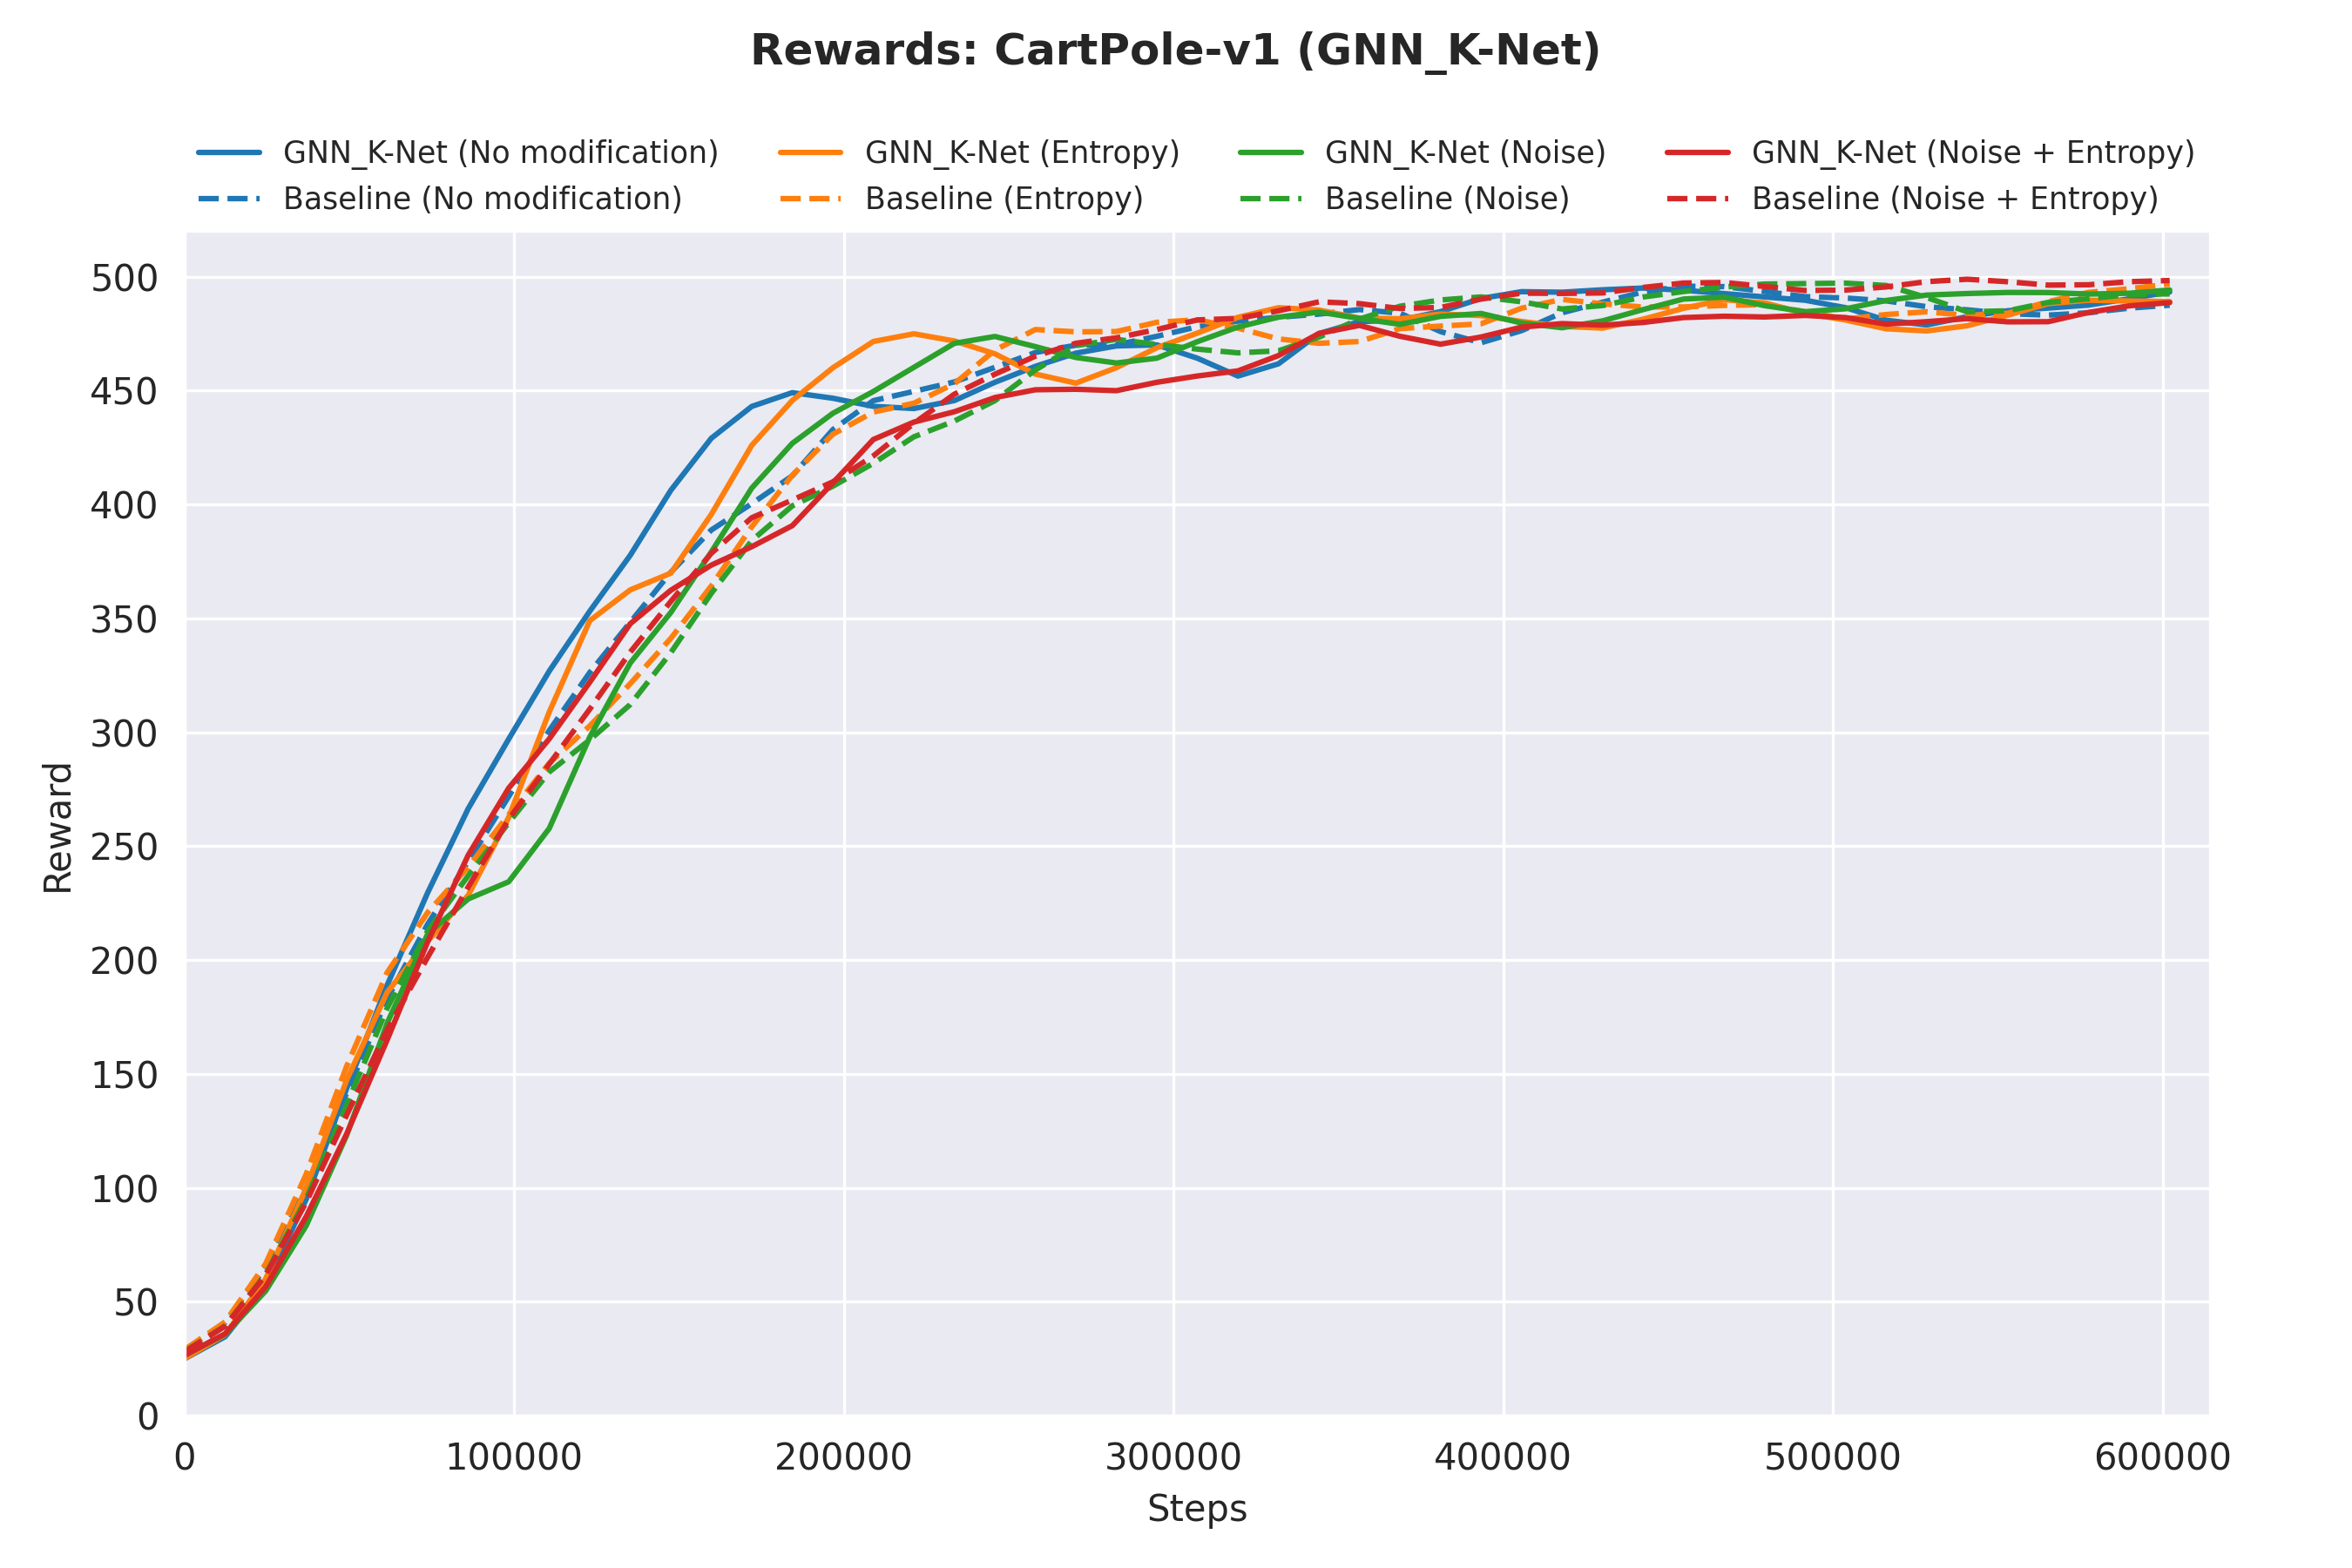 Rewards: CartPole-v1 (GNN_K-Net)
GNN_K-Net (No modification) GNN_K-Net (Entropy) GNN_K-Net (Noise) GNN_K-Net (Noise + Entropy)
Baseline (No modification) Baseline (Entropy) Baseline (Noise) Baseline (Noise + Entropy)
500
450
400
350
300
250
200
150
100
50
0
Reward
0 100000 200000 300000 400000 500000 600000
Steps